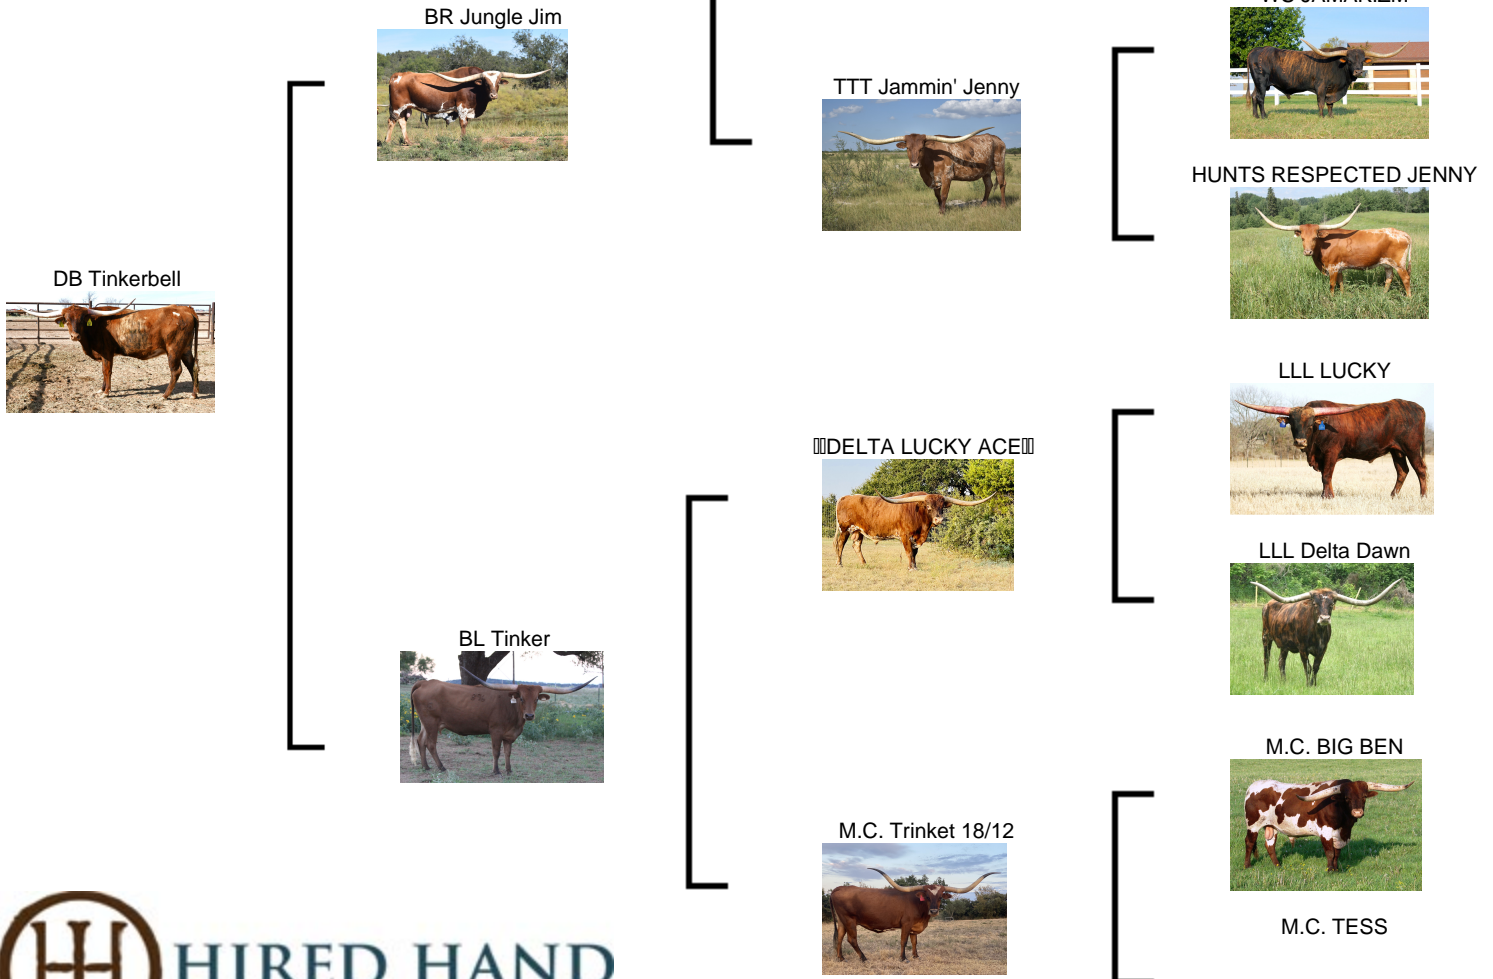 BR Jungle Jim
TTT Jammin' Jenny
HUNTS RESPECTED JENNY
DB Tinkerbell
LLL LUCKY
DELTA LUCKY ACE
LLL Delta Dawn
BL Tinker
M.C. BIG BEN
M.C. Trinket 18/12
M.C. TESS
HIRED HAND